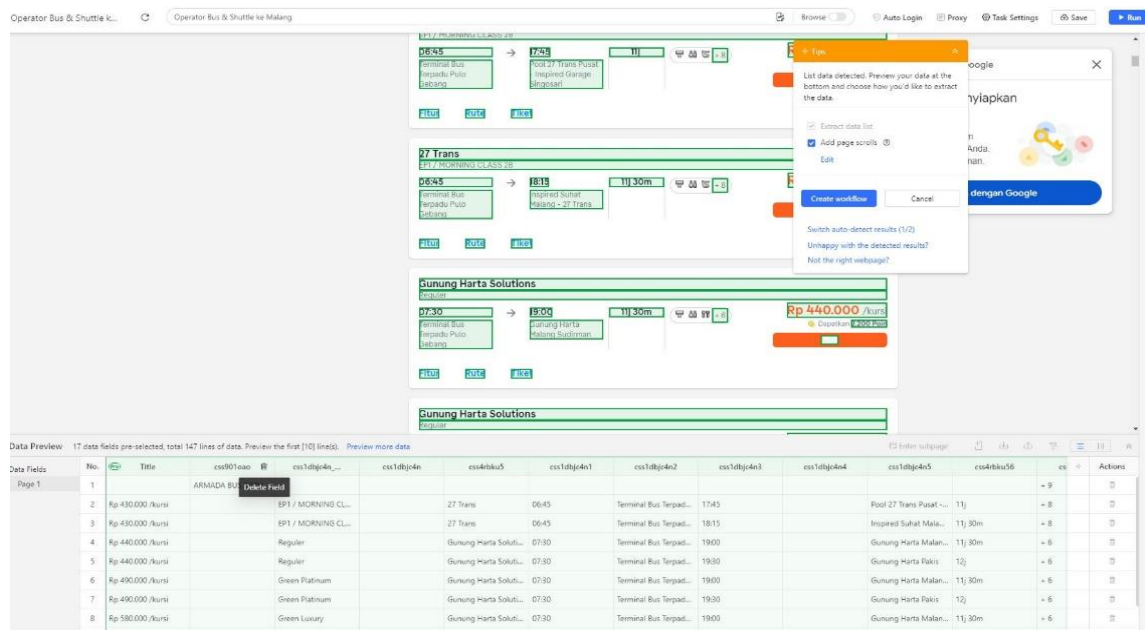 Operator Bus & Shuttle k...
Operator Bus & Shuttle ke Malang
Browse
Auto Login
Proxy
Task Settings
Save
Run
EP1 / MORNING CLASS 28
06:45 → 17:45 11j + 8
Terminal Bus Terpadu Pulo Gebang
Pool 27 Trans Pusat - Inspired Garage Singosari
Fitur Rute Tiket
27 Trans
EP1 / MORNING CLASS 28
06:45 → 18:15 11j 30m + 8
Terminal Bus Terpadu Pulo Gebang
Inspired Suhat Malang - 27 Trans
Fitur Rute Tiket
Gunung Harta Solutions
Reguler
07:30 → 19:00 11j 30m + 6
Rp 440.000 /kursi
Terminal Bus Terpadu Pulo Gebang
Gunung Harta Malang Sudirman
Dapatkan
Fitur Rute Tiket
Gunung Harta Solutions
Reguler
Tips
List data detected. Preview your data at the
bottom and choose how you'd like to extract
the data.
Extract data list
Add page scrolls
Edit
Create workflow
Cancel
Switch auto-detect results (1/2)
Unhappy with the detected results?
Not the right webpage?
oogle
nyiapkan
n
Anda.
nan.
dengan Google
Data Preview 17 data fields pre-selected, total 147 lines of data. Preview the first [10] line(s). Preview more data
Enter subpage
Data Fields
Page 1
No. Title css901oao css1dbjc4n_... css1dbjc4n css4rbku5 css1dbjc4n1 css1dbjc4n2 css1dbjc4n3 css1dbjc4n4 css1dbjc4n5 css4rbku56 cs Actions
1 ARMADA BU + 9
Delete Field
2 Rp 430.000 /kursi EP1 / MORNING CL... 27 Trans 06:45 Terminal Bus Terpad... 17:45 Pool 27 Trans Pusat -... 11j + 8
3 Rp 430.000 /kursi EP1 / MORNING CL... 27 Trans 06:45 Terminal Bus Terpad... 18:15 Inspired Suhat Mala... 11j 30m + 8
4 Rp 440.000 /kursi Reguler Gunung Harta Soluti... 07:30 Terminal Bus Terpad... 19:00 Gunung Harta Malan... 11j 30m + 6
5 Rp 440.000 /kursi Reguler Gunung Harta Soluti... 07:30 Terminal Bus Terpad... 19:30 Gunung Harta Pakis 12j + 6
6 Rp 490.000 /kursi Green Platinum Gunung Harta Soluti... 07:30 Terminal Bus Terpad... 19:00 Gunung Harta Malan... 11j 30m + 6
7 Rp 490.000 /kursi Green Platinum Gunung Harta Soluti... 07:30 Terminal Bus Terpad... 19:30 Gunung Harta Pakis 12j + 6
8 Rp 580.000 /kursi Green Luxury Gunung Harta Soluti... 07:30 Terminal Bus Terpad... 19:00 Gunung Harta Malan... 11j 30m + 6